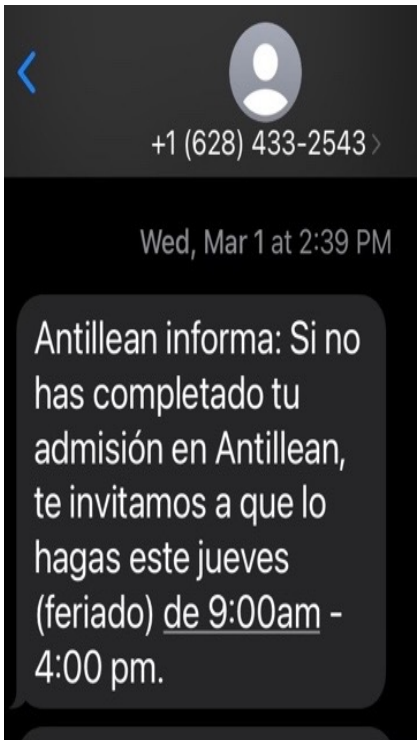 +1 (628) 433-2543
Wed, Mar 1 at 2:39 PM
Antillean informa: Si no
has completado tu
admisión en Antillean,
te invitamos a que lo
hagas este jueves
(feriado) de 9:00am -
4:00 pm.